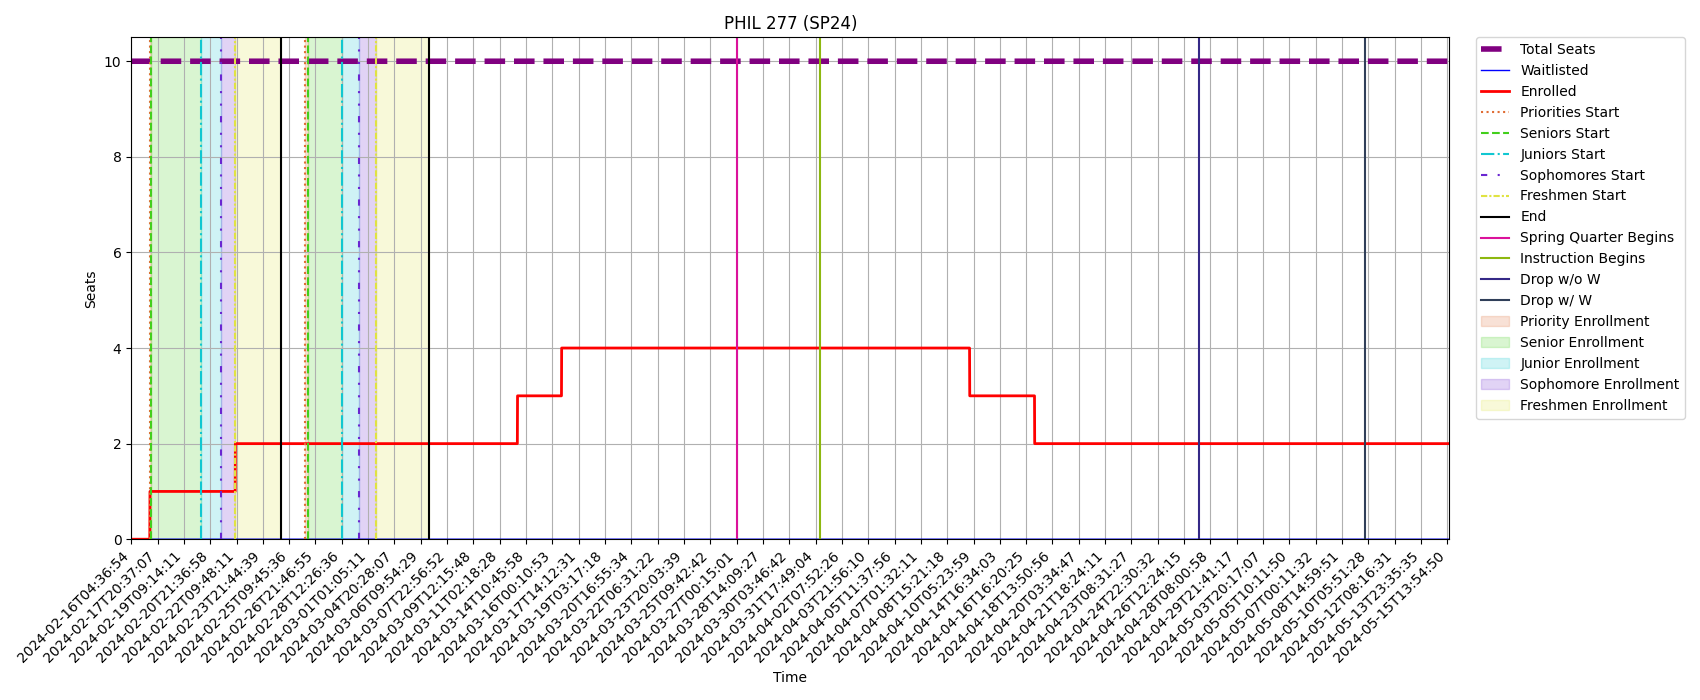 PHIL 277 (SP24)
Total Seats
Waitlisted
Enrolled
Priorities Start
Seniors Start
Juniors Start
Sophomores Start
Freshmen Start
End
Spring Quarter Begins
Instruction Begins
Drop w/o W
Drop w/ W
Priority Enrollment
Senior Enrollment
Junior Enrollment
Sophomore Enrollment
Freshmen Enrollment
Seats
10
8
6
4
2
0
2024-02-16T04:36:54
2024-02-17T20:37:07
2024-02-19T09:14:11
2024-02-20T21:36:58
2024-02-22T09:48:11
2024-02-23T21:44:39
2024-02-25T09:45:36
2024-02-26T21:46:55
2024-02-28T12:26:36
2024-03-01T01:05:11
2024-03-04T20:28:07
2024-03-06T09:54:29
2024-03-07T22:56:52
2024-03-09T12:15:48
2024-03-11T02:18:28
2024-03-14T10:45:58
2024-03-16T00:10:53
2024-03-17T14:12:31
2024-03-19T03:17:18
2024-03-20T16:55:34
2024-03-22T06:31:22
2024-03-23T20:03:39
2024-03-25T09:42:42
2024-03-27T00:15:01
2024-03-28T14:09:27
2024-03-30T03:46:42
2024-03-31T17:49:04
2024-04-02T07:52:26
2024-04-03T21:56:10
2024-04-05T11:37:56
2024-04-07T01:32:11
2024-04-08T15:21:18
2024-04-10T05:23:59
2024-04-14T16:34:03
2024-04-16T16:20:25
2024-04-18T13:50:56
2024-04-20T03:34:47
2024-04-21T18:24:11
2024-04-23T08:31:27
2024-04-24T22:30:32
2024-04-26T12:24:15
2024-04-28T08:00:58
2024-04-29T21:41:17
2024-05-03T20:17:07
2024-05-05T10:11:50
2024-05-07T00:11:32
2024-05-08T14:59:51
2024-05-10T05:51:28
2024-05-12T08:16:31
2024-05-13T23:35:35
2024-05-15T13:54:50
Time